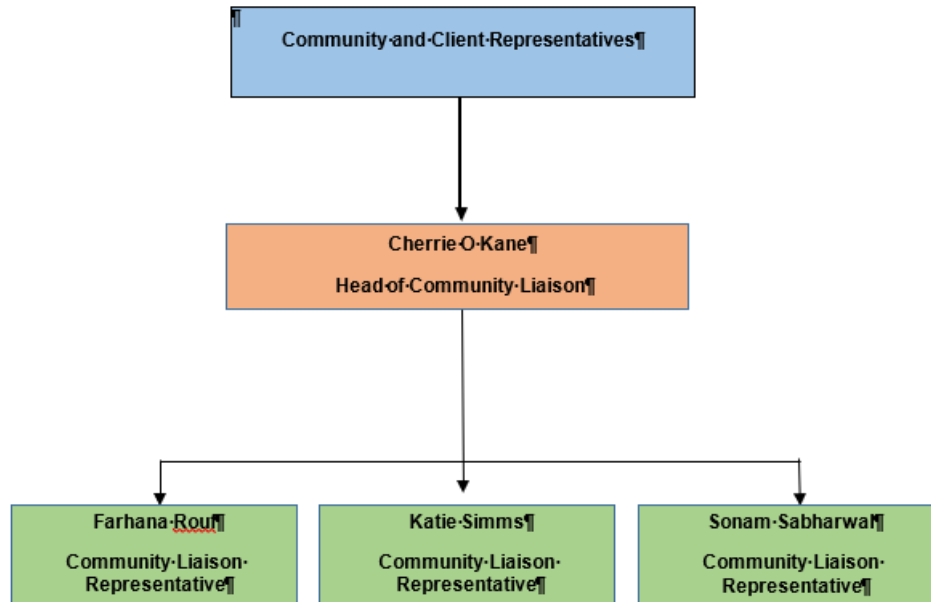 ¶
Community·and·Client·Representatives¶
Cherrie·O·Kane¶
Head·of·Community·Liaison¶
Farhana·Rouf¶
Community·Liaison·
Representative¶
Katie·Simms¶
Community·Liaison·
Representative¶
Sonam·Sabharwal¶
Community·Liaison·
Representative¶